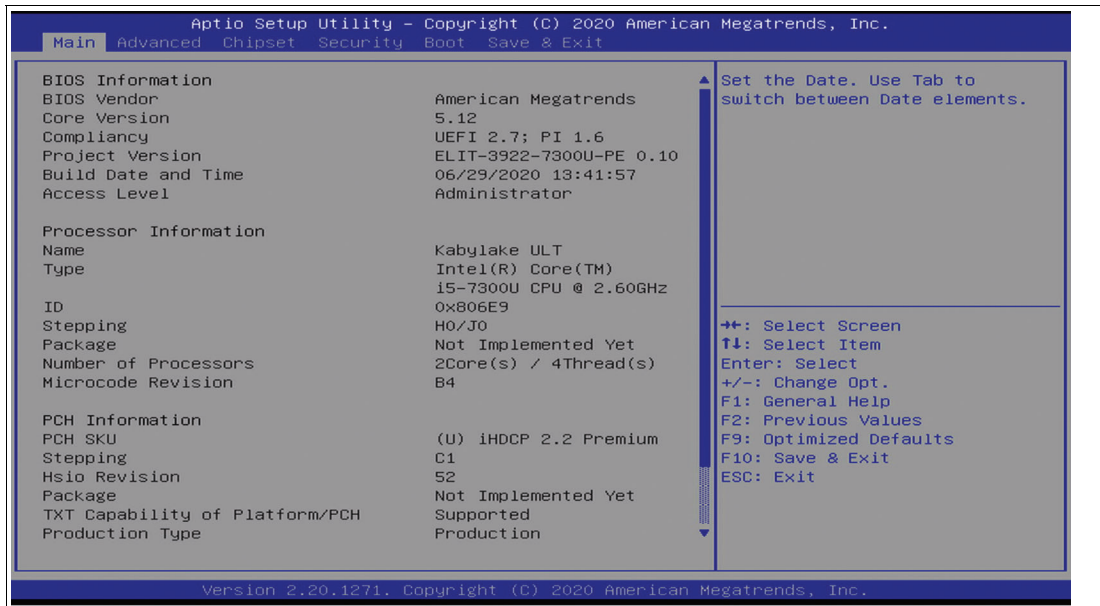 Aptio Setup Utility – Copyright (C) 2020 American Megatrends, Inc.
Main Advanced Chipset Security Boot Save & Exit
BIOS Information
BIOS Vendor American Megatrends
Core Version 5.12
Compliancy UEFI 2.7; PI 1.6
Project Version ELIT-3922-7300U-PE 0.10
Build Date and Time 06/29/2020 13:41:57
Access Level Administrator
Processor Information
Name Kabylake ULT
Type Intel(R) Core(TM)
i5-7300U CPU @ 2.60GHz
ID 0x806E9
Stepping H0/J0
Package Not Implemented Yet
Number of Processors 2Core(s) / 4Thread(s)
Microcode Revision B4
PCH Information
PCH SKU (U) iHDCP 2.2 Premium
Stepping C1
Hsio Revision 52
Package Not Implemented Yet
TXT Capability of Platform/PCH Supported
Production Type Production
Set the Date. Use Tab to
switch between Date elements.
→←: Select Screen
↑↓: Select Item
Enter: Select
+/-: Change Opt.
F1: General Help
F2: Previous Values
F9: Optimized Defaults
F10: Save & Exit
ESC: Exit
Version 2.20.1271. Copyright (C) 2020 American Megatrends, Inc.